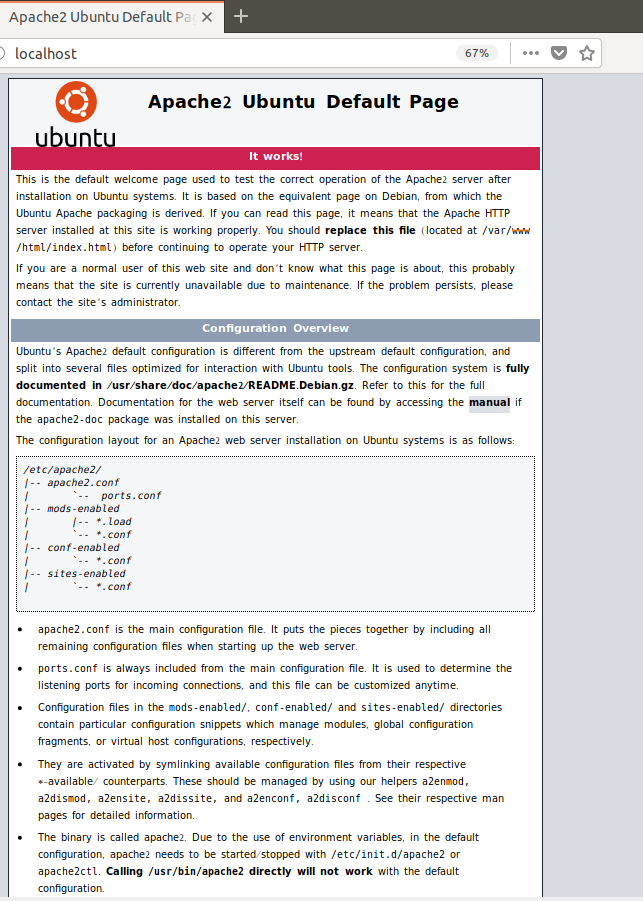 Apache2 Ubuntu Default Pa
localhost
67%
Apache2 Ubuntu Default Page
ubuntu
It works!
This is the default welcome page used to test the correct operation of the Apache2 server after
installation on Ubuntu systems. It is based on the equivalent page on Debian, from which the
Ubuntu Apache packaging is derived. If you can read this page, it means that the Apache HTTP
server installed at this site is working properly. You should replace this file (located at /var/www
/html/index.html) before continuing to operate your HTTP server.
If you are a normal user of this web site and don't know what this page is about, this probably
means that the site is currently unavailable due to maintenance. If the problem persists, please
contact the site's administrator.
Configuration Overview
Ubuntu's Apache2 default configuration is different from the upstream default configuration, and
split into several files optimized for interaction with Ubuntu tools. The configuration system is fully
documented in /usr/share/doc/apache2/README.Debian.gz. Refer to this for the full
documentation. Documentation for the web server itself can be found by accessing the manual if
the apache2-doc package was installed on this server.
The configuration layout for an Apache2 web server installation on Ubuntu systems is as follows:
/etc/apache2/
|-- apache2.conf
|       `--  ports.conf
|-- mods-enabled
|       |-- *.load
|       `-- *.conf
|-- conf-enabled
|       `-- *.conf
|-- sites-enabled
|       `-- *.conf
• apache2.conf is the main configuration file. It puts the pieces together by including all
remaining configuration files when starting up the web server.
• ports.conf is always included from the main configuration file. It is used to determine the
listening ports for incoming connections, and this file can be customized anytime.
• Configuration files in the mods-enabled/, conf-enabled/ and sites-enabled/ directories
contain particular configuration snippets which manage modules, global configuration
fragments, or virtual host configurations, respectively.
• They are activated by symlinking available configuration files from their respective
*-available/ counterparts. These should be managed by using our helpers a2enmod,
a2dismod, a2ensite, a2dissite, and a2enconf, a2disconf . See their respective man
pages for detailed information.
• The binary is called apache2. Due to the use of environment variables, in the default
configuration, apache2 needs to be started/stopped with /etc/init.d/apache2 or
apache2ctl. Calling /usr/bin/apache2 directly will not work with the default
configuration.